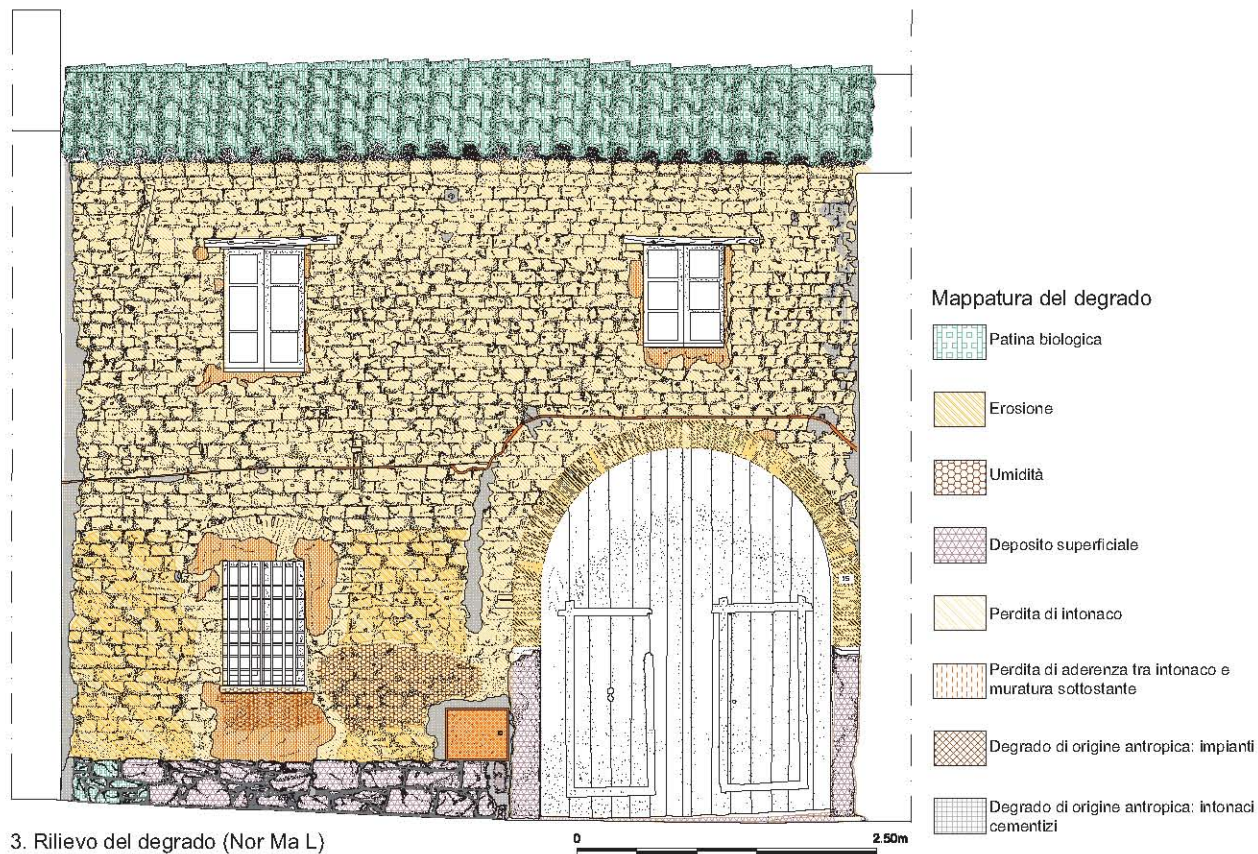 15
Mappatura del degrado
Patina biologica
Erosione
Umidità
Deposito superficiale
Perdita di intonaco
Perdita di aderenza tra intonaco e
muratura sottostante
Degrado di origine antropica: impianti
Degrado di origine antropica: intonaci
cementizi
3. Rilievo del degrado (Nor Ma L)
0 2.50m